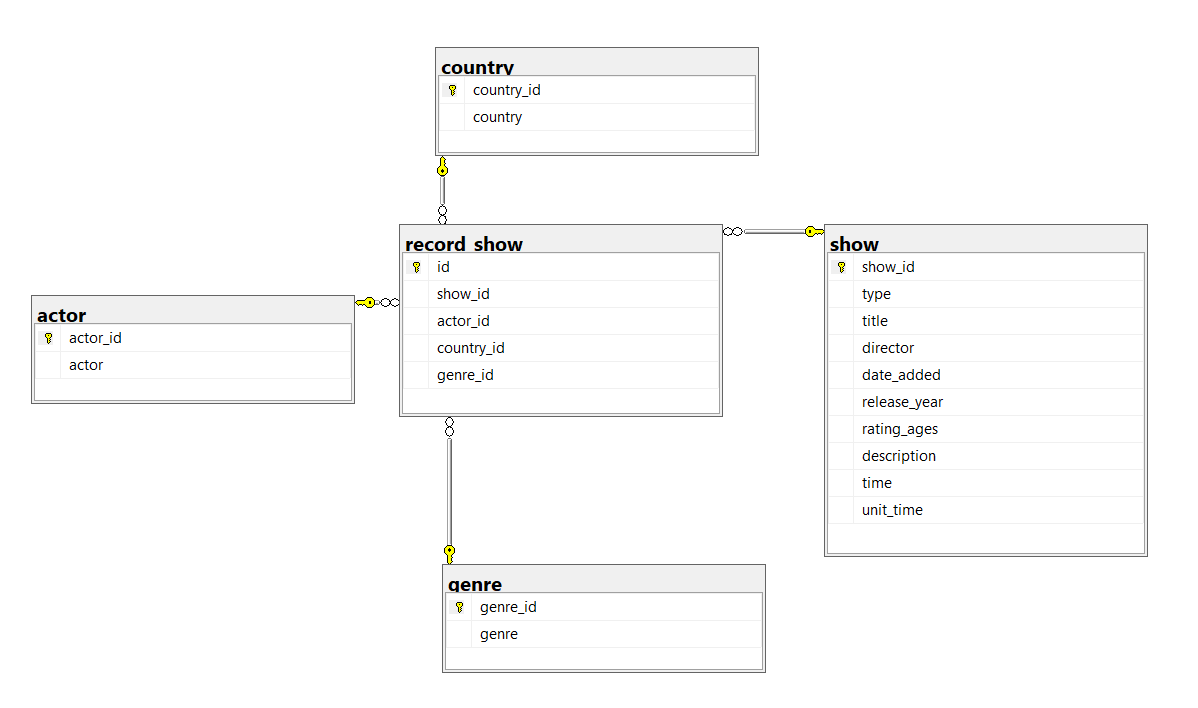 country
country_id
country
record_show
id
show_id
actor_id
country_id
genre_id
show
show_id
type
title
director
date_added
release_year
rating_ages
description
time
unit_time
actor
actor_id
actor
genre
genre_id
genre